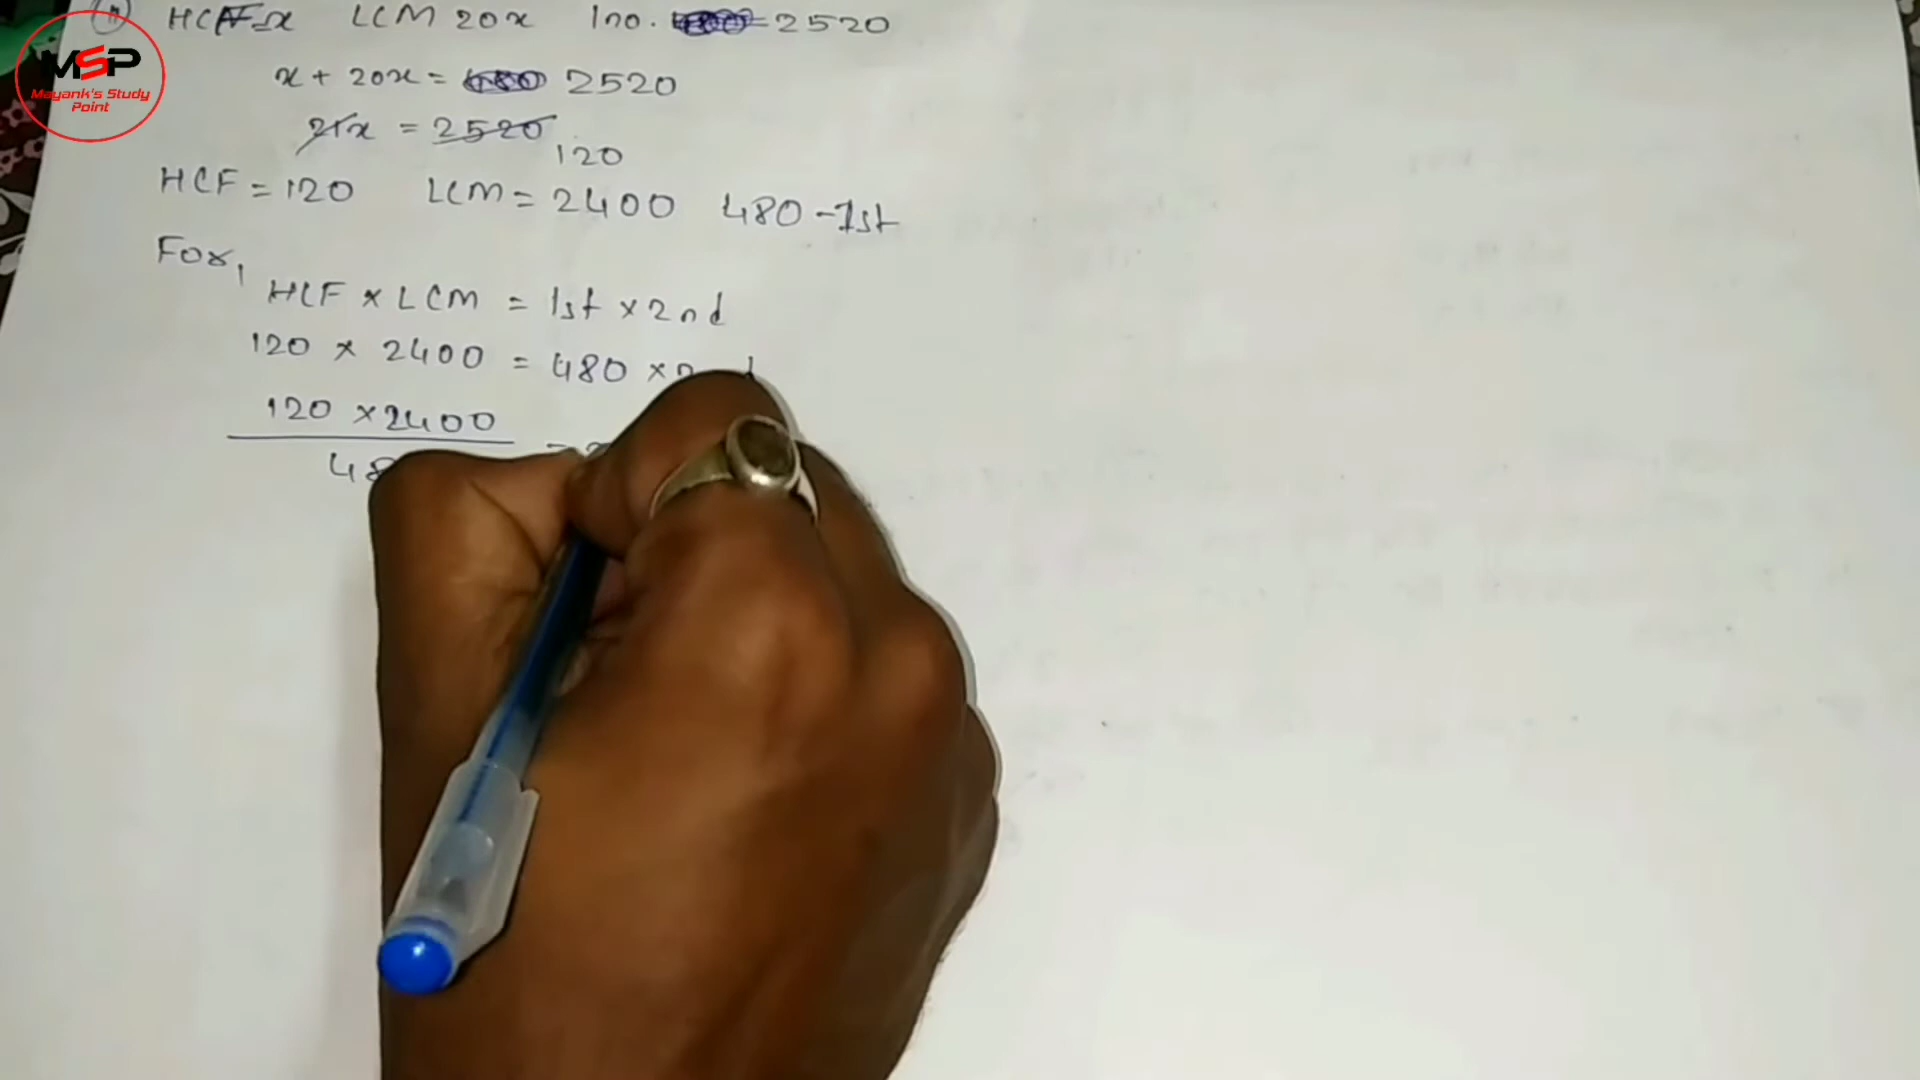 MSP
Mayank's Study
Point
HCF = x LCM 20x 1no. = 2520
x + 20x = 2520
21x = 2520
120
HCF = 120 LCM = 2400 480 - 1st
For,
HCF × LCM = 1st × 2nd
120 × 2400 = 480 ×
120 × 2400